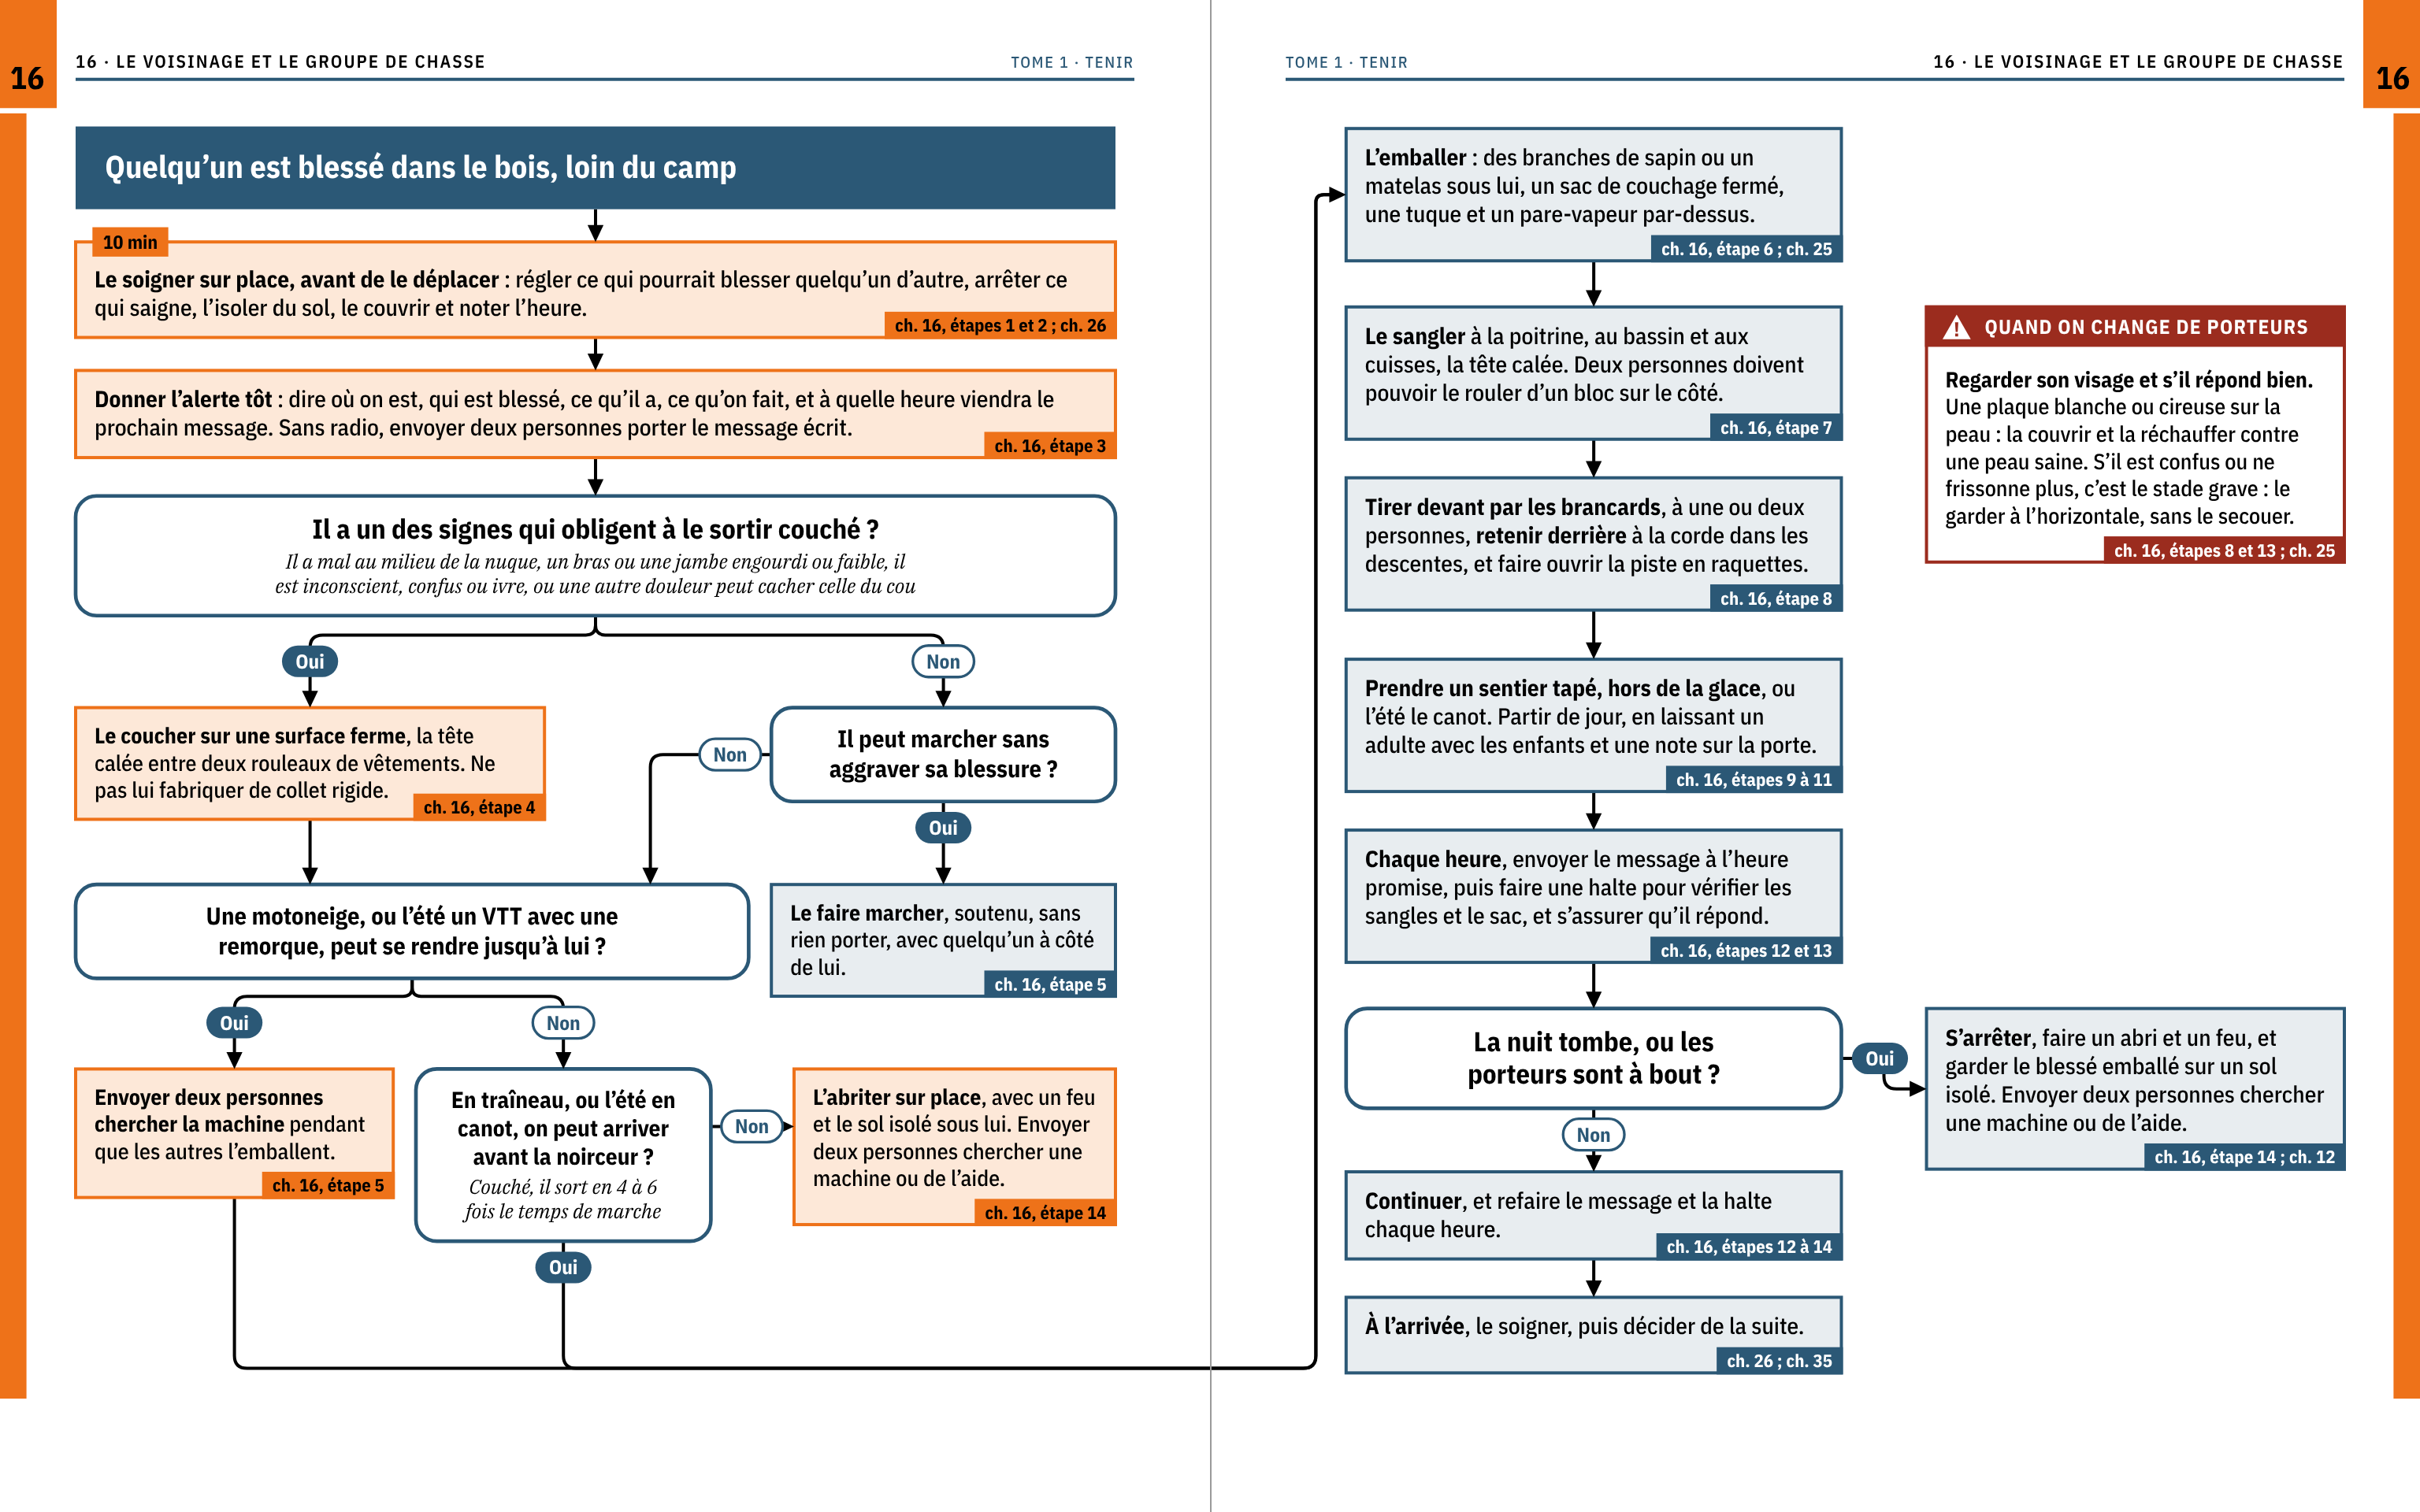 16
16 · LE VOISINAGE ET LE GROUPE DE CHASSE
TOME 1 · TENIR
Quelqu’un est blessé dans le bois, loin du camp
10 min
Le soigner sur place, avant de le déplacer : régler ce qui pourrait blesser quelqu’un d’autre, arrêter ce
qui saigne, l’isoler du sol, le couvrir et noter l’heure.
ch. 16, étapes 1 et 2 ; ch. 26
Donner l’alerte tôt : dire où on est, qui est blessé, ce qu’il a, ce qu’on fait, et à quelle heure viendra le
prochain message. Sans radio, envoyer deux personnes porter le message écrit.
ch. 16, étape 3
Il a un des signes qui obligent à le sortir couché ?
Il a mal au milieu de la nuque, un bras ou une jambe engourdi ou faible, il
est inconscient, confus ou ivre, ou une autre douleur peut cacher celle du cou
Oui
Non
Le coucher sur une surface ferme, la tête
calée entre deux rouleaux de vêtements. Ne
pas lui fabriquer de collet rigide.
ch. 16, étape 4
Non
Il peut marcher sans
aggraver sa blessure ?
Oui
Une motoneige, ou l’été un VTT avec une
remorque, peut se rendre jusqu’à lui ?
Le faire marcher, soutenu, sans
rien porter, avec quelqu’un à côté
de lui.
ch. 16, étape 5
Oui
Non
Envoyer deux personnes
chercher la machine pendant
que les autres l’emballent.
ch. 16, étape 5
En traîneau, ou l’été en
canot, on peut arriver
avant la noirceur ?
Couché, il sort en 4 à 6
fois le temps de marche
Non
L’abriter sur place, avec un feu
et le sol isolé sous lui. Envoyer
deux personnes chercher une
machine ou de l’aide.
ch. 16, étape 14
Oui
TOME 1 · TENIR
16 · LE VOISINAGE ET LE GROUPE DE CHASSE
16
L’emballer : des branches de sapin ou un
matelas sous lui, un sac de couchage fermé,
une tuque et un pare-vapeur par-dessus.
ch. 16, étape 6 ; ch. 25
Le sangler à la poitrine, au bassin et aux
cuisses, la tête calée. Deux personnes doivent
pouvoir le rouler d’un bloc sur le côté.
ch. 16, étape 7
QUAND ON CHANGE DE PORTEURS
Regarder son visage et s’il répond bien.
Une plaque blanche ou cireuse sur la
peau : la couvrir et la réchauffer contre
une peau saine. S’il est confus ou ne
frissonne plus, c’est le stade grave : le
garder à l’horizontale, sans le secouer.
ch. 16, étapes 8 et 13 ; ch. 25
Tirer devant par les brancards, à une ou deux
personnes, retenir derrière à la corde dans les
descentes, et faire ouvrir la piste en raquettes.
ch. 16, étape 8
Prendre un sentier tapé, hors de la glace, ou
l’été le canot. Partir de jour, en laissant un
adulte avec les enfants et une note sur la porte.
ch. 16, étapes 9 à 11
Chaque heure, envoyer le message à l’heure
promise, puis faire une halte pour vérifier les
sangles et le sac, et s’assurer qu’il répond.
ch. 16, étapes 12 et 13
La nuit tombe, ou les
porteurs sont à bout ?
Oui
S’arrêter, faire un abri et un feu, et
garder le blessé emballé sur un sol
isolé. Envoyer deux personnes chercher
une machine ou de l’aide.
ch. 16, étape 14 ; ch. 12
Non
Continuer, et refaire le message et la halte
chaque heure.
ch. 16, étapes 12 à 14
À l’arrivée, le soigner, puis décider de la suite.
ch. 26 ; ch. 35